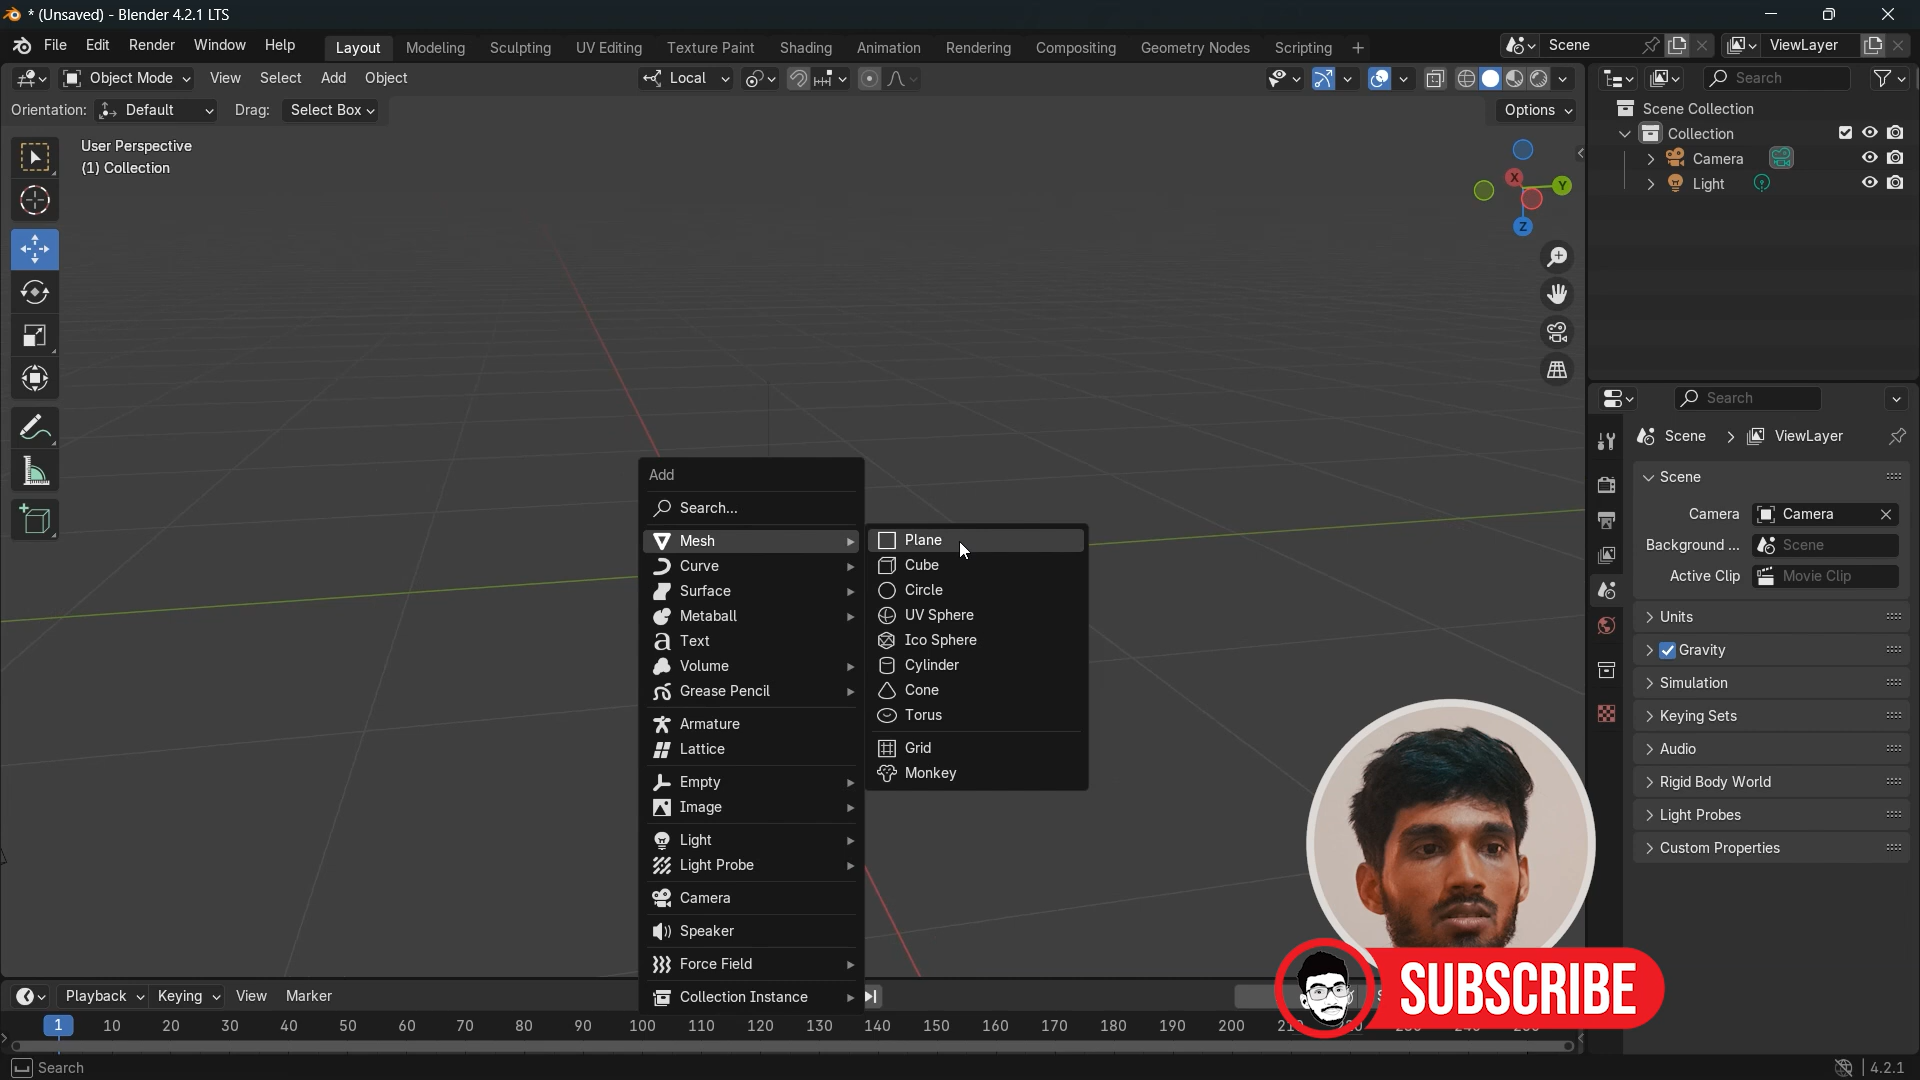 * (Unsaved) - Blender 4.2.1 LTS
File Edit Render Window Help Layout Modeling Sculpting UV Editing Texture Paint Shading Animation Rendering Compositing Geometry Nodes Scripting + Scene ViewLayer
Object Mode View Select Add Object Local Search
Orientation: Default Drag: Select Box Options
User Perspective
(1) Collection
X
Y
Z
Scene Collection
Collection
Camera
Light
Search
Scene > ViewLayer
Scene
Camera Camera
Background ... Scene
Active Clip Movie Clip
Units
Gravity
Simulation
Keying Sets
Audio
Rigid Body World
Light Probes
Custom Properties
Add
Search...
Mesh
Curve
Surface
Metaball
Text
Volume
Grease Pencil
Armature
Lattice
Empty
Image
Light
Light Probe
Camera
Speaker
Force Field
Collection Instance
Plane
Cube
Circle
UV Sphere
Ico Sphere
Cylinder
Cone
Torus
Grid
Monkey
SUBSCRIBE
Playback Keying View Marker
1 10 20 30 40 50 60 70 80 90 100 110 120 130 140 150 160 170 180 190 200
Search 4.2.1